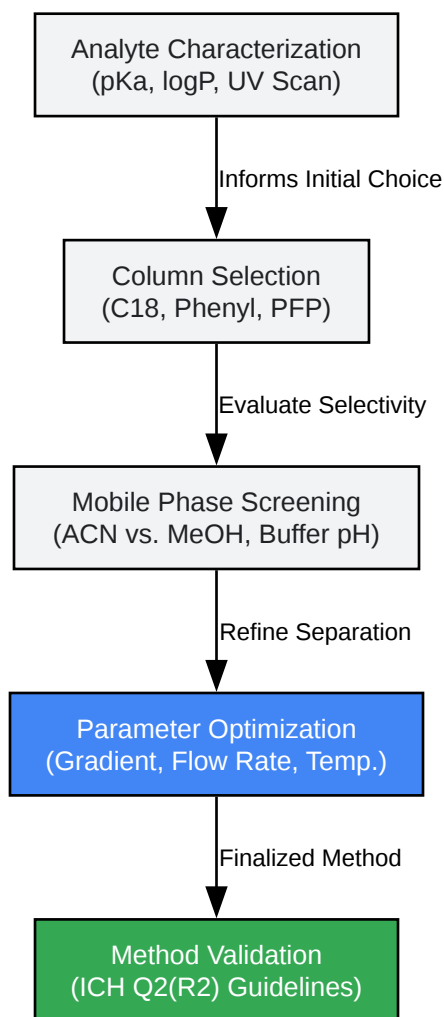 Analyte Characterization
(pKa, logP, UV Scan)
Informs Initial Choice
Column Selection
(C18, Phenyl, PFP)
Evaluate Selectivity
Mobile Phase Screening
(ACN vs. MeOH, Buffer pH)
Refine Separation
Parameter Optimization
(Gradient, Flow Rate, Temp.)
Finalized Method
Method Validation
(ICH Q2(R2) Guidelines)